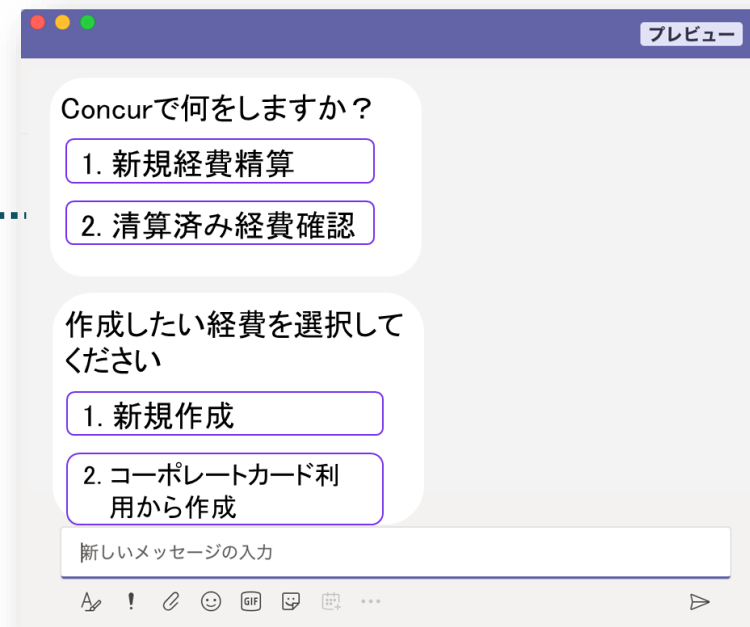 プレビュー
Concurで何をしますか？
1. 新規経費精算
2. 清算済み経費確認
作成したい経費を選択して
ください
1. 新規作成
2. コーポレートカード利
用から作成
新しいメッセージの入力
GIF